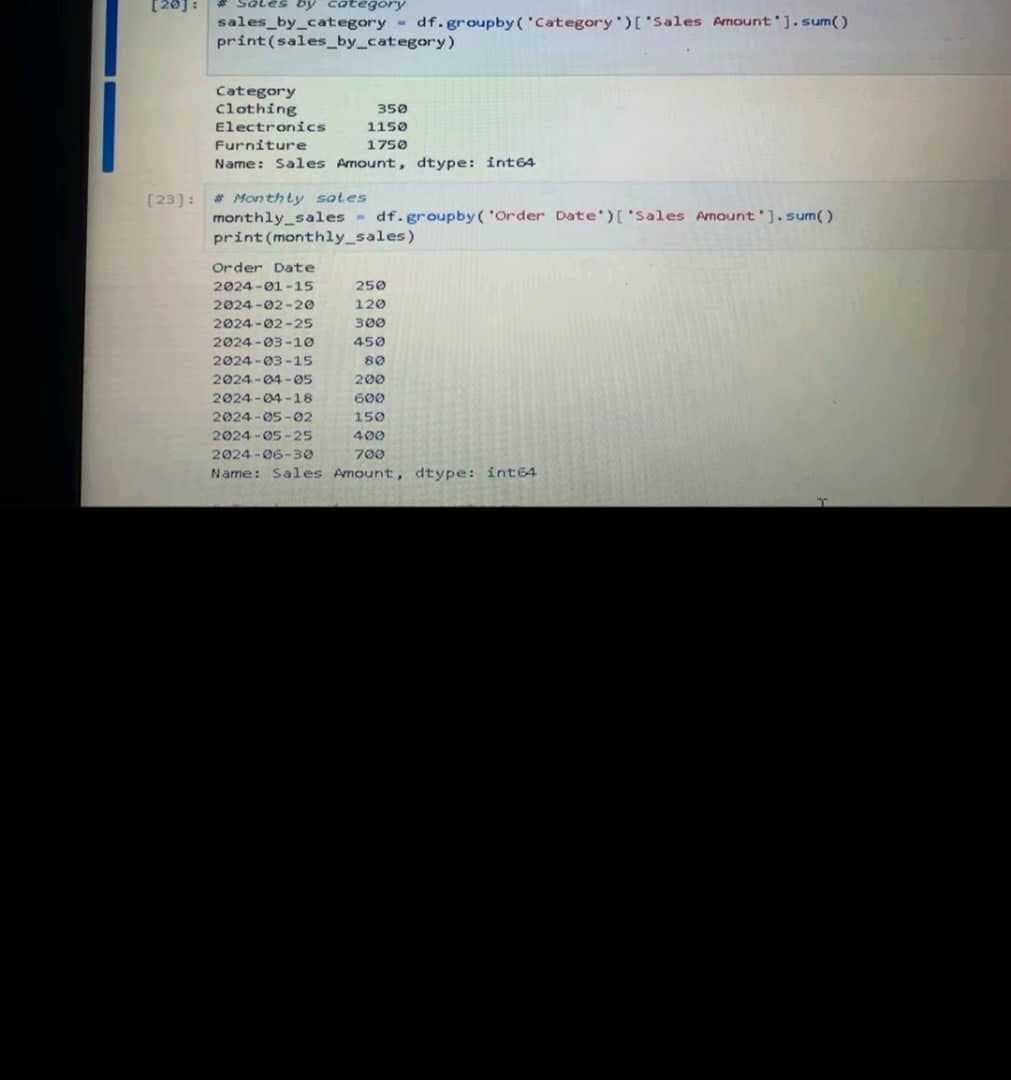 [20]: # Sales by category
sales_by_category = df.groupby('Category')['Sales Amount'].sum()
print(sales_by_category)
Category
Clothing 350
Electronics 1150
Furniture 1750
Name: Sales Amount, dtype: int64
[23]: # Monthly sales
monthly_sales = df.groupby('Order Date')['Sales Amount'].sum()
print(monthly_sales)
Order Date
2024-01-15 250
2024-02-20 120
2024-02-25 300
2024-03-10 450
2024-03-15 80
2024-04-05 200
2024-04-18 600
2024-05-02 150
2024-05-25 400
2024-06-30 700
Name: Sales Amount, dtype: int64